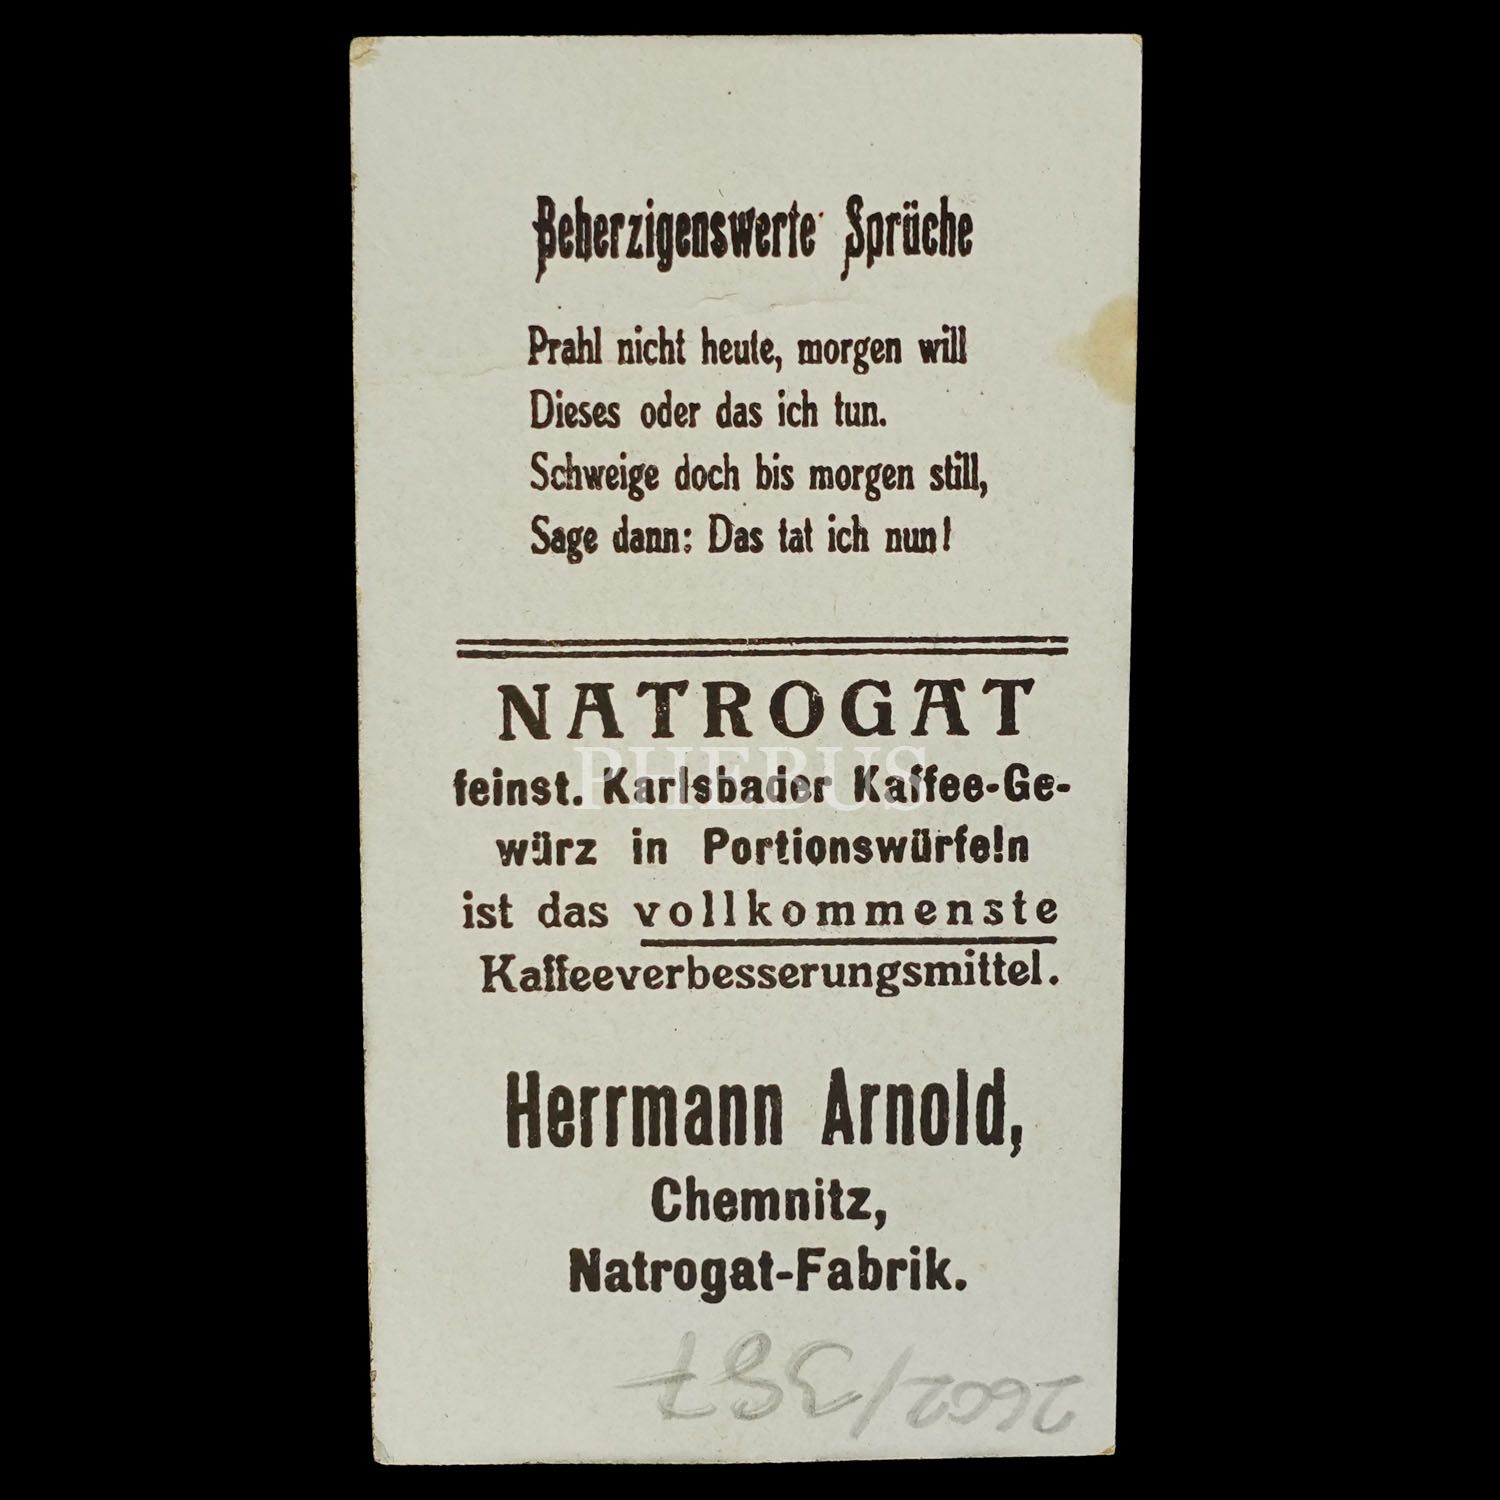 Beherzigenswerte Sprüche
Prahl nicht heute, morgen will
Dieses oder das ich tun.
Schweige doch bis morgen still,
Sage dann: Das tat ich nun!
NATROGAT
PHEBUS
feinst. Karlsbader Kaffee-Ge-
würz in Portionswürfeln
ist das vollkommenste
Kaffeeverbesserungsmittel.
Herrmann Arnold,
Chemnitz,
Natrogat-Fabrik.